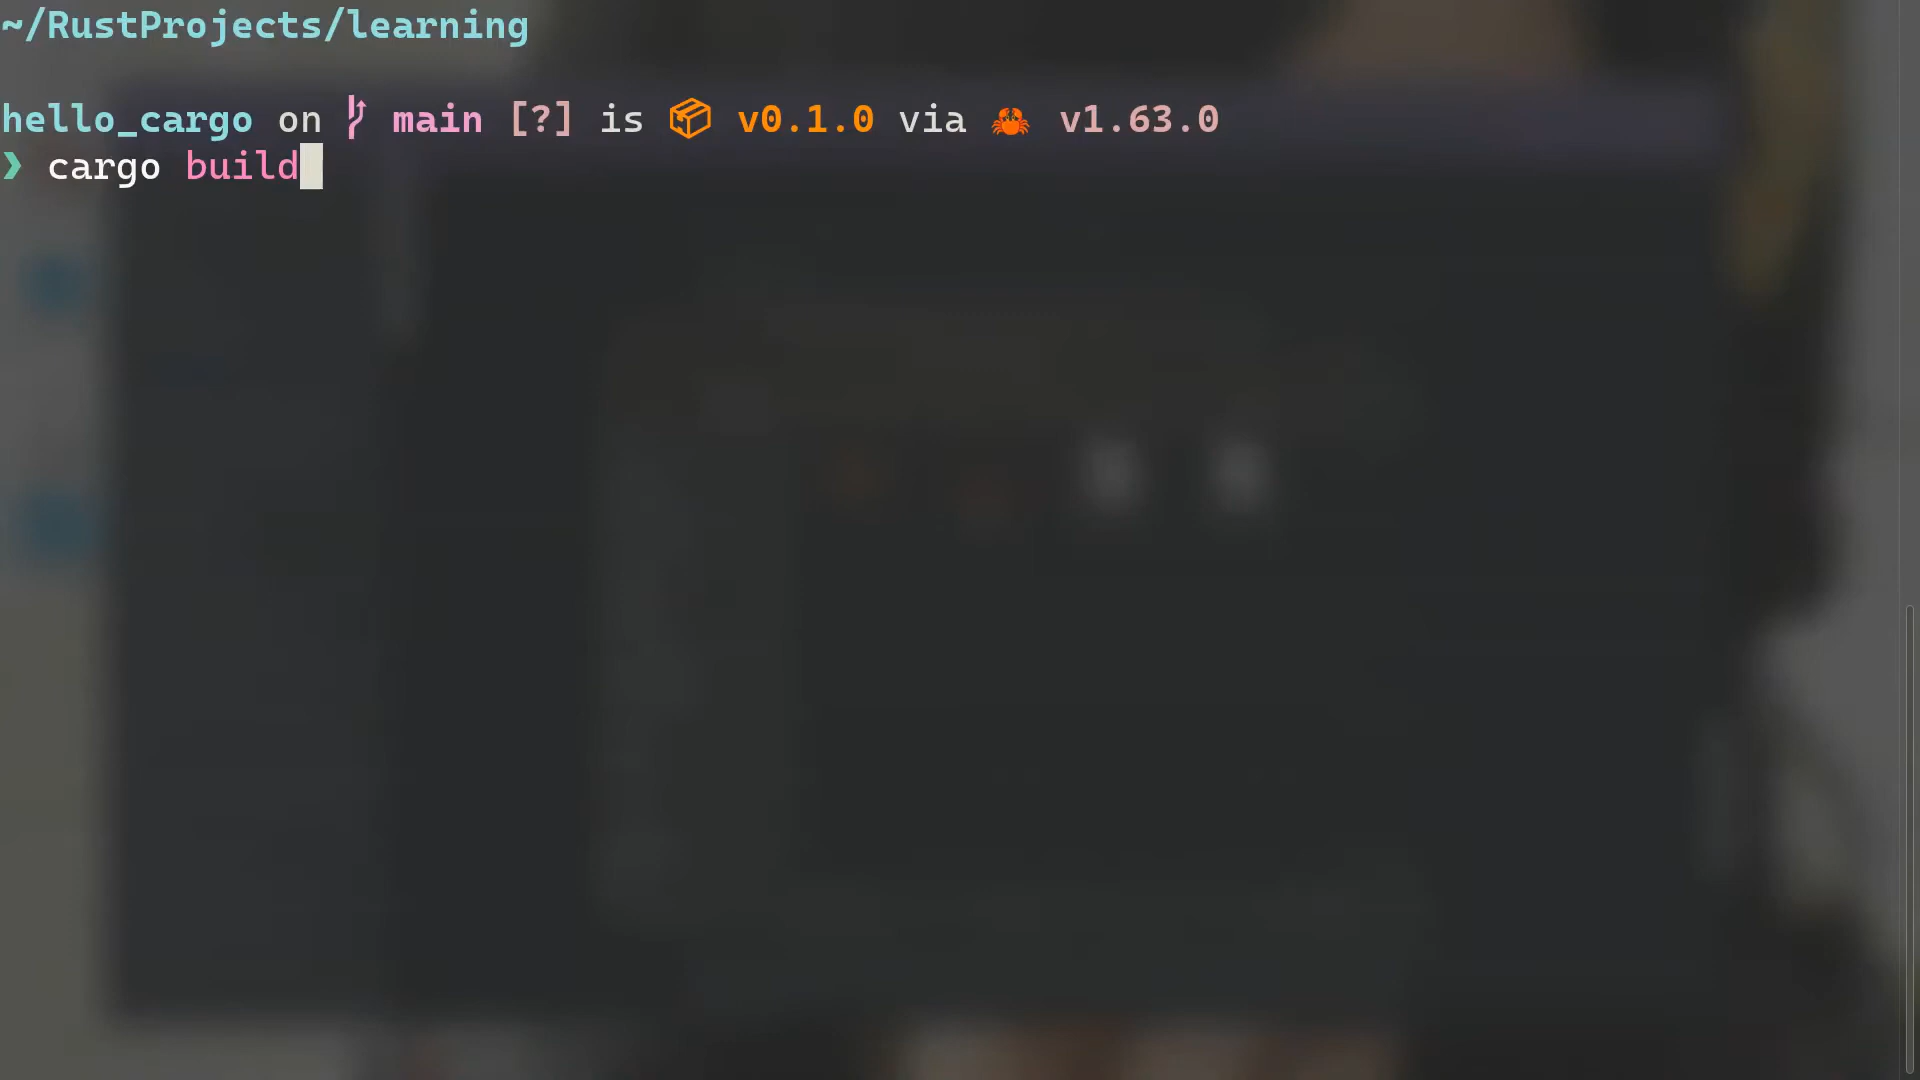 ~/RustProjects/learning
hello_cargo on main [?] is 📦 v0.1.0 via 🦀 v1.63.0
❯ cargo build